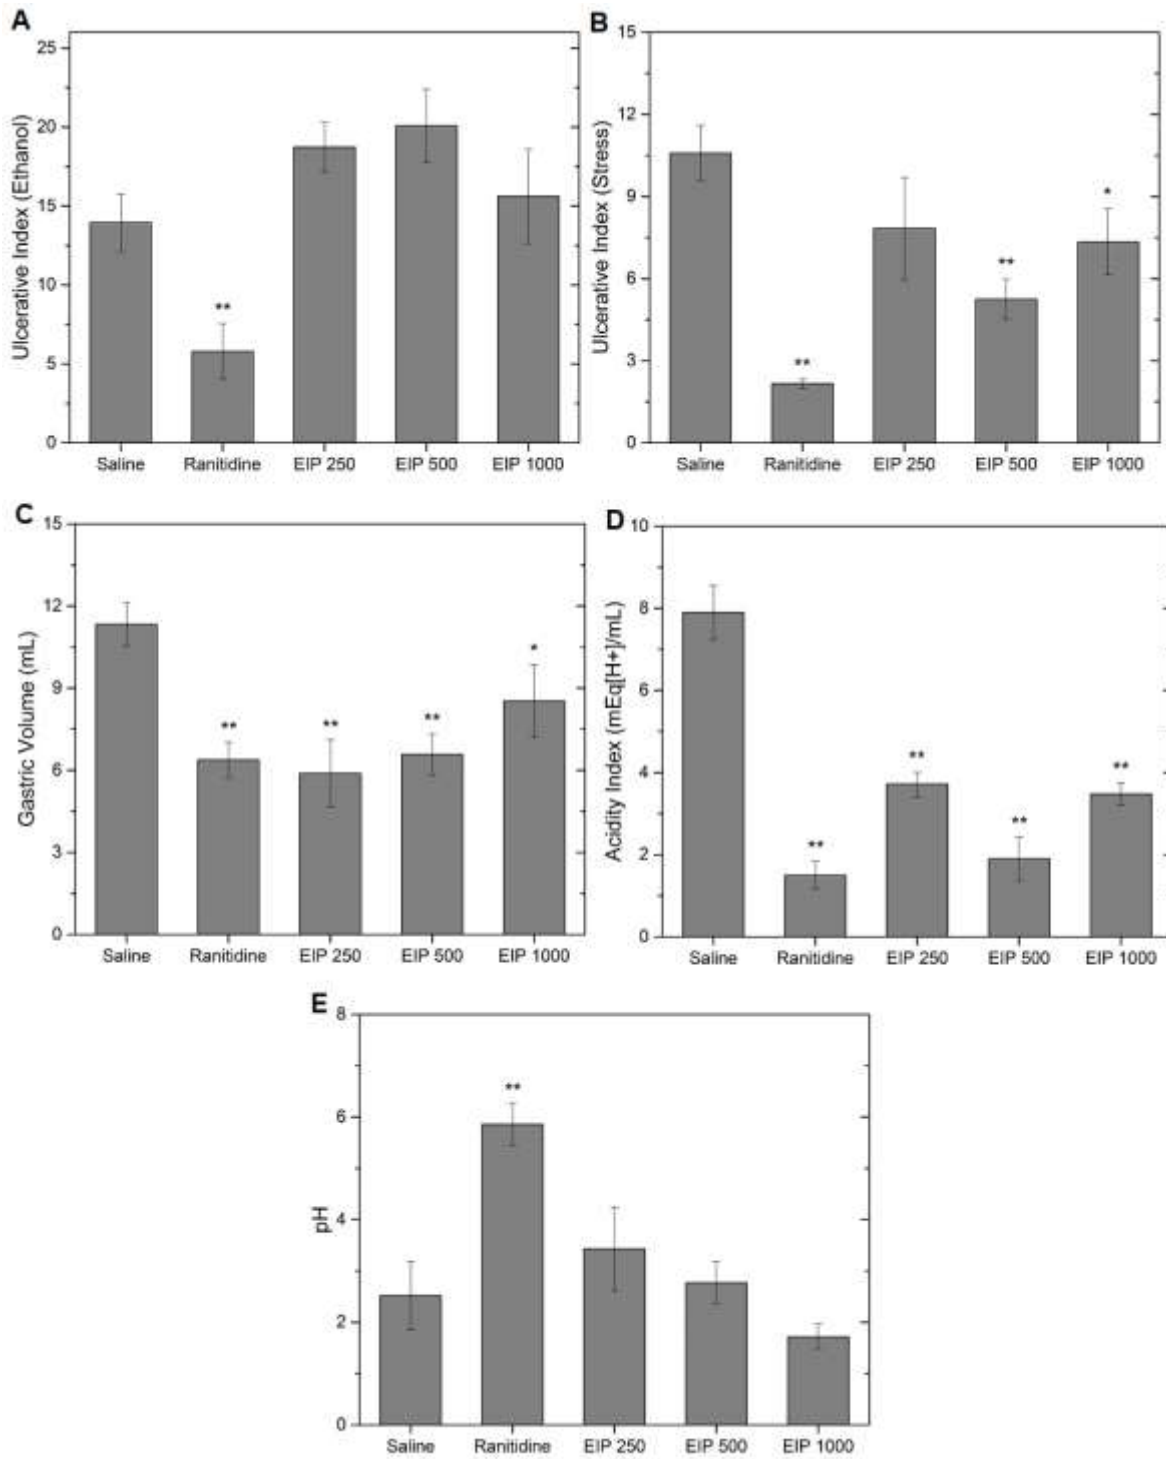 A
Ulcerative Index (Ethanol)
25
20
15
10
5
0
**
Saline Ranitidine EIP 250 EIP 500 EIP 1000
B
Ulcerative Index (Stress)
15
12
9
6
3
0
**
**
*
Saline Ranitidine EIP 250 EIP 500 EIP 1000
C
Gastric Volume (mL)
15
12
9
6
3
0
**
**
**
*
Saline Ranitidine EIP 250 EIP 500 EIP 1000
D
Acidity Index (mEq[H+]/mL)
10
8
6
4
2
0
**
**
**
**
Saline Ranitidine EIP 250 EIP 500 EIP 1000
E
pH
8
6
4
2
0
**
Saline Ranitidine EIP 250 EIP 500 EIP 1000